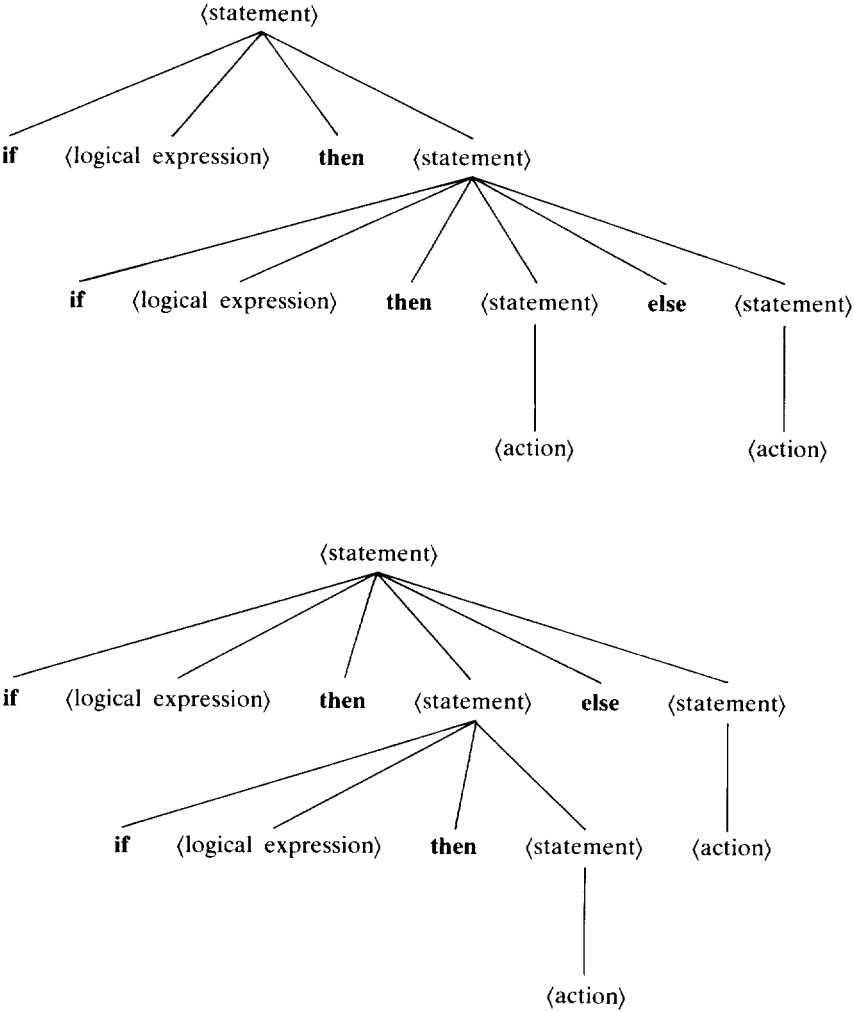 ⟨statement⟩
if ⟨logical expression⟩ then ⟨statement⟩
if ⟨logical expression⟩ then ⟨statement⟩ else ⟨statement⟩
⟨action⟩ ⟨action⟩
⟨statement⟩
if ⟨logical expression⟩ then ⟨statement⟩ else ⟨statement⟩
if ⟨logical expression⟩ then ⟨statement⟩ ⟨action⟩
⟨action⟩